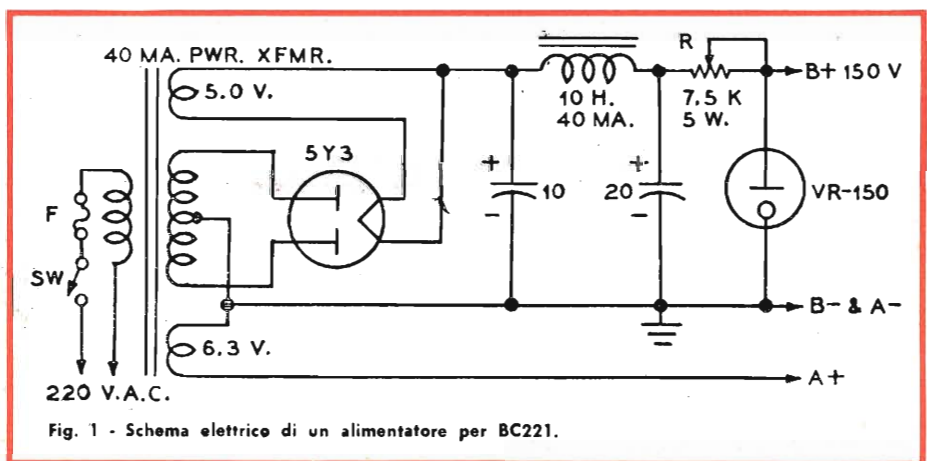 40 MA. PWR. XFMR.
5.0 V.
5Y3
F
SW
6.3 V.
220 V.A.C.
10 H.
40 MA.
R
7.5 K
5 W.
+
10
-
+
20
-
VR-150
B+ 150 V
B- & A-
A+
Fig. 1 - Schema elettrico di un alimentatore per BC221.